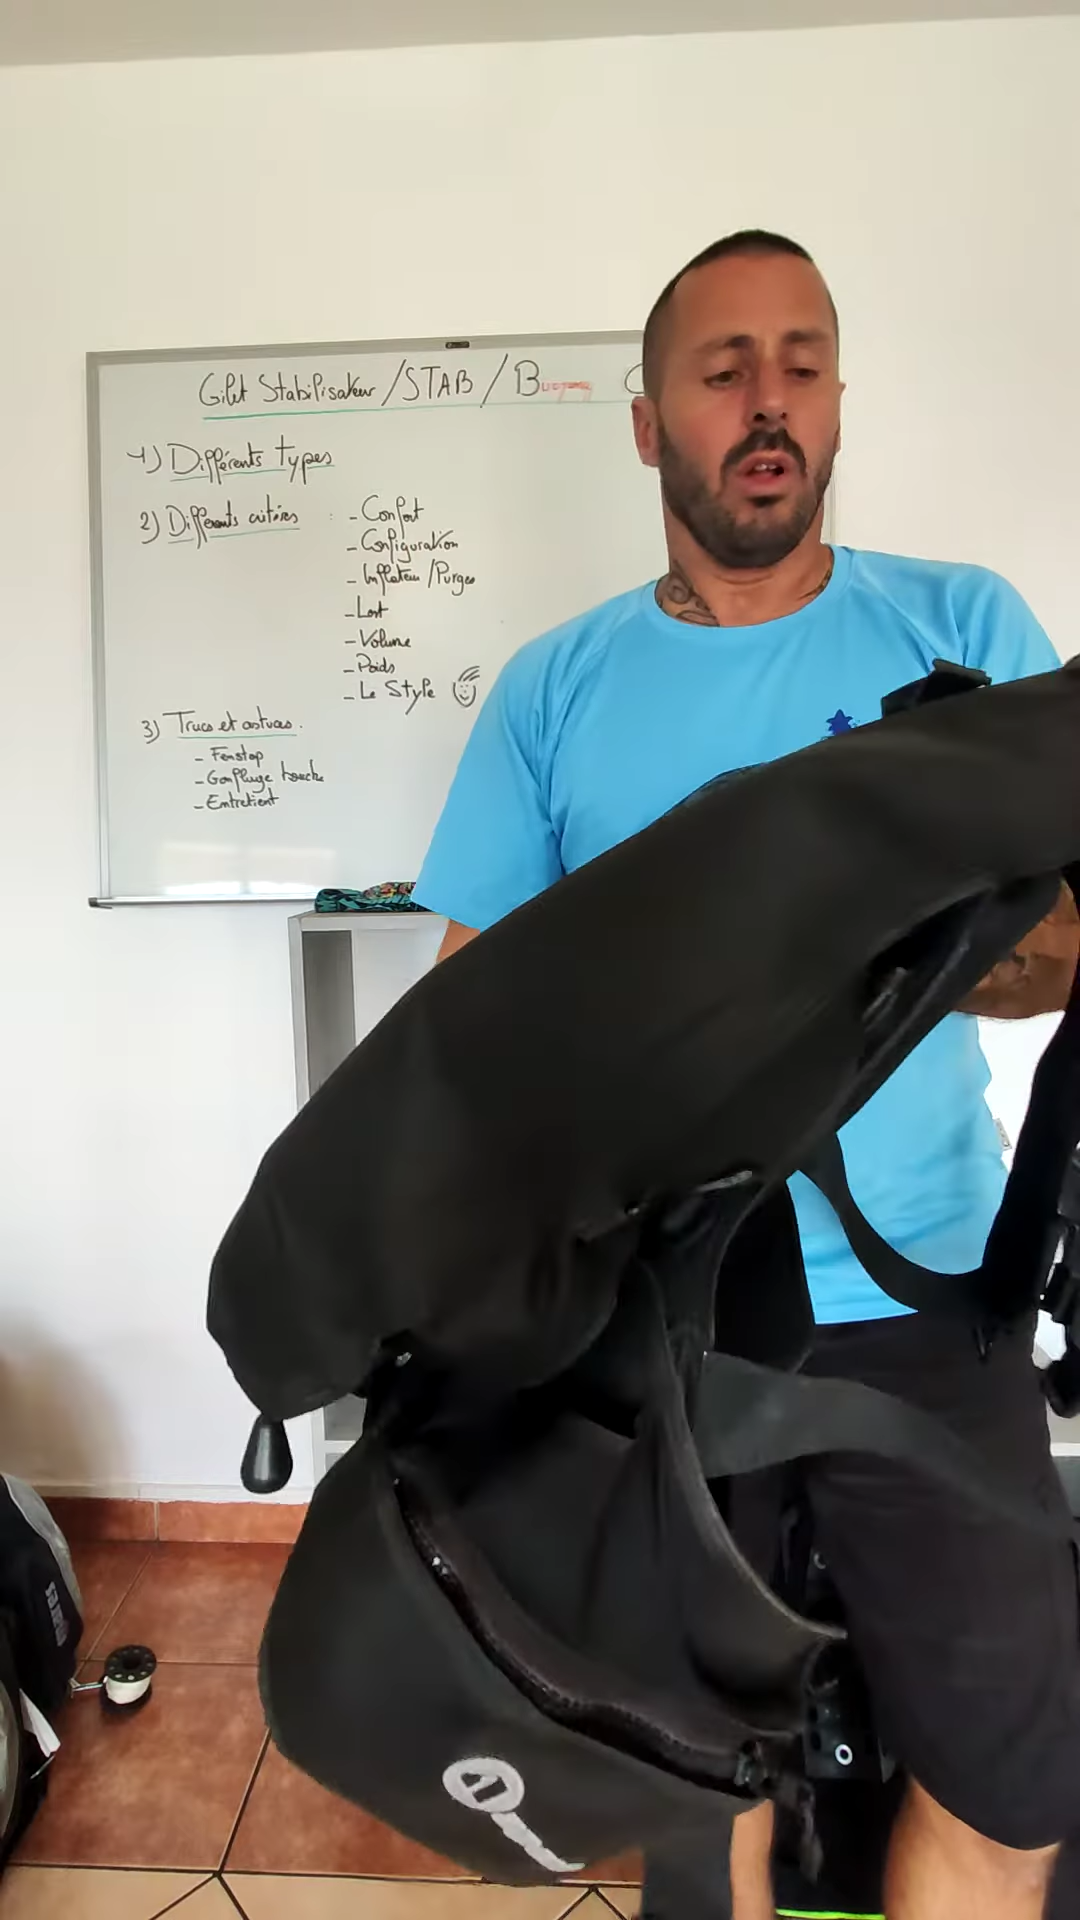 Gilet Stabilisateur / STAB / Buoyancy C
1) Différents types
2) Différents critères :
- Confort
- Configuration
- Inflateur / Purges
- Lest
- Volume
- Poids
- Le Style
3) Trucs et astuces.
- Fenstop
- Gonflage bouche
- Entretient